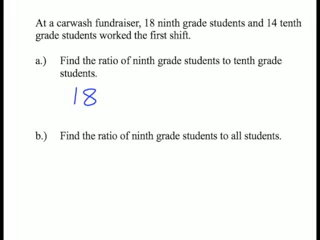 At a carwash fundraiser, 18 ninth grade students and 14 tenth
grade students worked the first shift.
a.) Find the ratio of ninth grade students to tenth grade
students.
18
b.) Find the ratio of ninth grade students to all students.